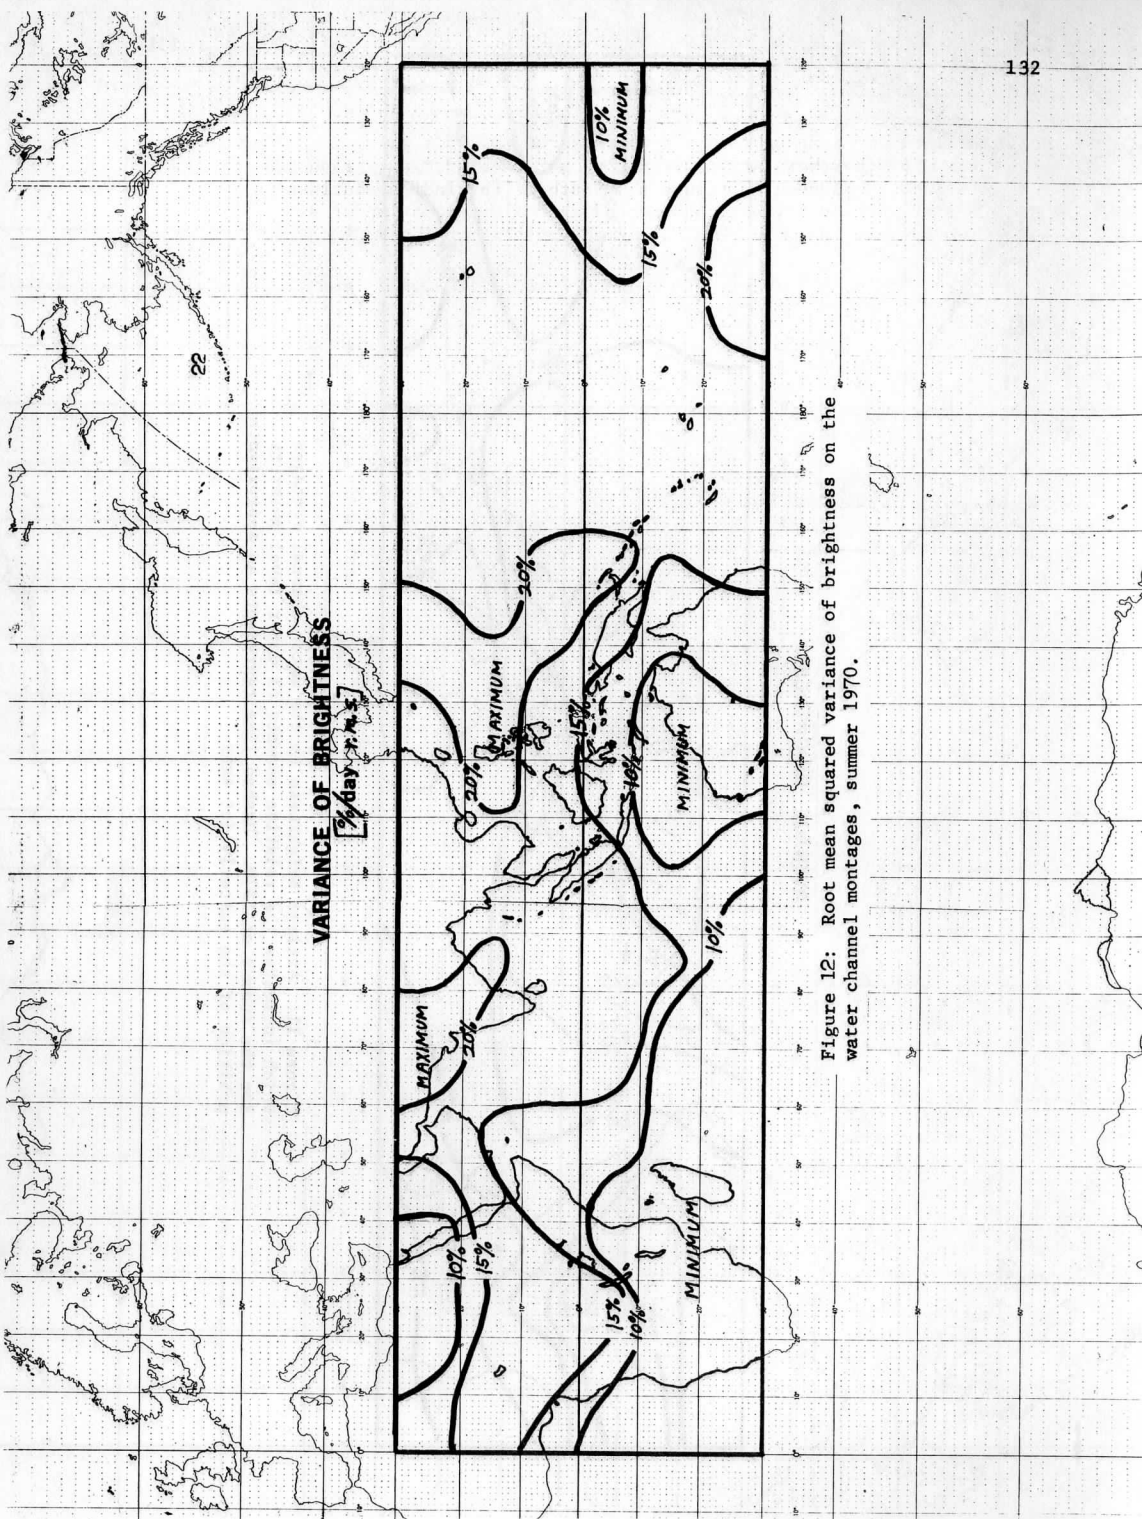 132
22
VARIANCE OF BRIGHTNESS
[%/day r.m.s.]
MAXIMUM
20%
20%
MAXIMUM
20%
15%
10%
MINIMUM
15%
20%
10%
15%
15%
10%
MINIMUM
10%
15%
10%
MINIMUM
Figure 12: Root mean squared variance of brightness on the
water channel montages, summer 1970.